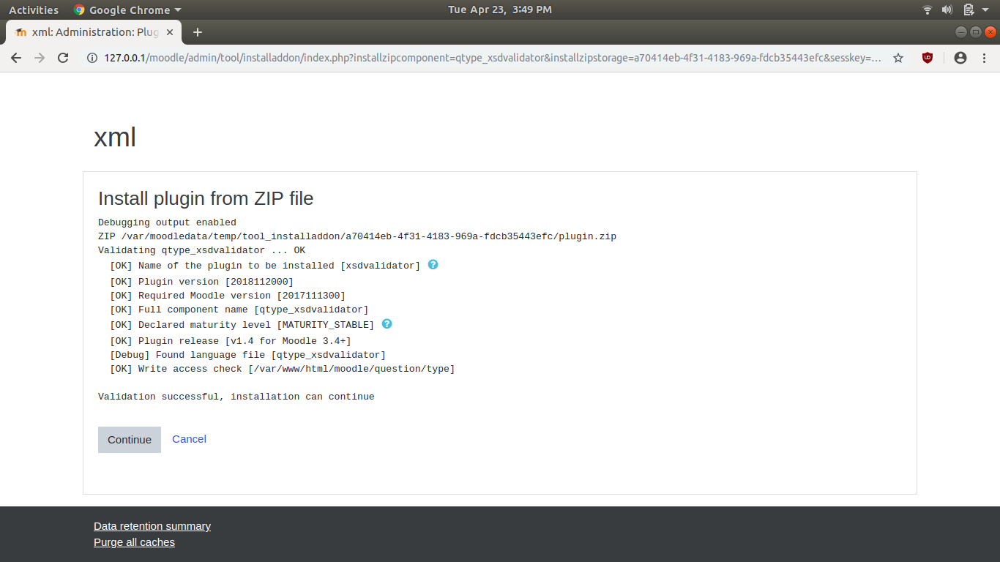 Activities
Google Chrome
Tue Apr 23, 3:49 PM
xml: Administration: Plug
127.0.0.1/moodle/admin/tool/installaddon/index.php?installzipcomponent=qtype_xsdvalidator&installzipstorage=a70414eb-4f31-4183-969a-fdcb35443efc&sesskey=...
xml
Install plugin from ZIP file
Debugging output enabled
ZIP /var/moodledata/temp/tool_installaddon/a70414eb-4f31-4183-969a-fdcb35443efc/plugin.zip
Validating qtype_xsdvalidator ... OK
[OK] Name of the plugin to be installed [xsdvalidator]
[OK] Plugin version [2018112000]
[OK] Required Moodle version [2017111300]
[OK] Full component name [qtype_xsdvalidator]
[OK] Declared maturity level [MATURITY_STABLE]
[OK] Plugin release [v1.4 for Moodle 3.4+]
[Debug] Found language file [qtype_xsdvalidator]
[OK] Write access check [/var/www/html/moodle/question/type]
Validation successful, installation can continue
Continue
Cancel
Data retention summary
Purge all caches